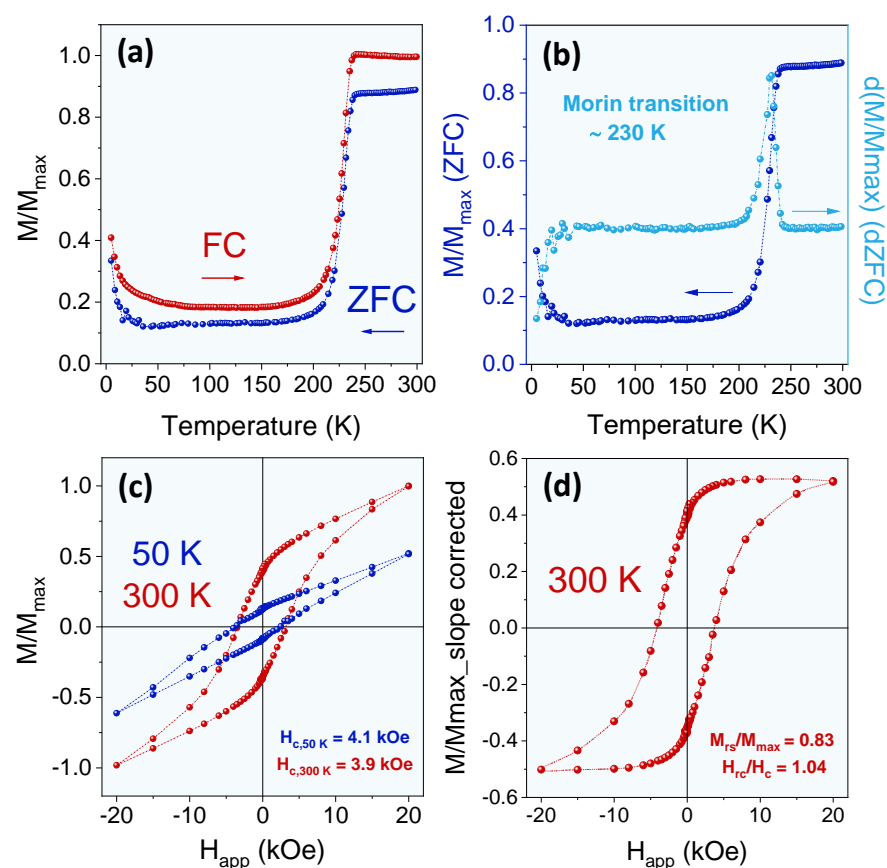 (a)
1.0
0.8
0.6
0.4
0.2
0.0
M/Mmax
FC
ZFC
0 50 100 150 200 250 300
Temperature (K)
(b)
1.0
0.8
0.6
0.4
0.2
0.0
M/Mmax (ZFC)
Morin transition
~ 230 K
d(M/Mmax) (dZFC)
0 50 100 150 200 250 300
Temperature (K)
(c)
1.0
0.5
0.0
-0.5
-1.0
M/Mmax
50 K
300 K
Hc,50 K = 4.1 kOe
Hc,300 K = 3.9 kOe
-20 -10 0 10 20
Happ (kOe)
(d)
0.6
0.4
0.2
0.0
-0.2
-0.4
-0.6
M/Mmax_slope corrected
300 K
Mrs/Mmax = 0.83
Hrc/Hc = 1.04
-20 -10 0 10 20
Happ (kOe)